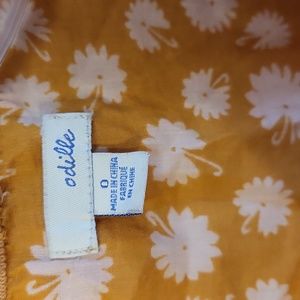 odille
0
MADE IN CHINA
FABRIQUÉ
EN CHINE